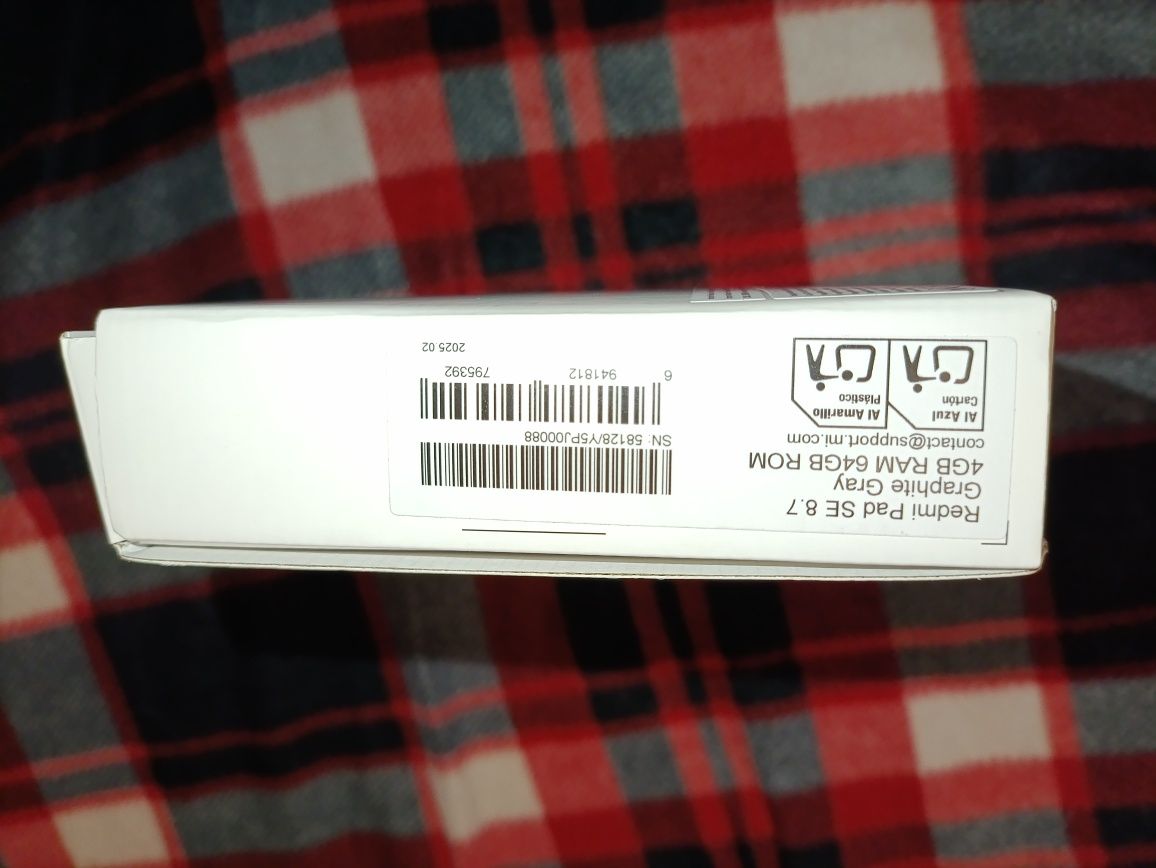 Redmi Pad SE 8.7
Graphite Gray
4GB RAM 64GB ROM
contact@support.mi.com
Al Azul
Cartón
Al Amarillo
Plástico
SN: 58128/Y5PJ00088
6 941812 795392
2025.02